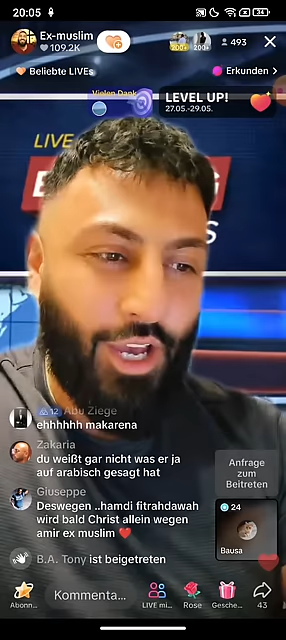 20:05
34
Ex-muslim
109.2K
200+
200+
493
Beliebte LIVEs
Erkunden
Vielen Dank
LEVEL UP!
27.05.-29.05.
LIVE
G
S
12 Abu Ziege
ehhhhhh makarena
Zakaria
du weißt gar nicht was er ja
auf arabisch gesagt hat
Giuseppe
Deswegen ..hamdi fitrahdawah
wird bald Christ allein wegen
amir ex muslim ❤️
B.A. Tony ist beigetreten
Anfrage
zum
Beitreten
24
Bausa
Abonn...
Kommenta...
LIVE mi...
Rose
Gesche...
43